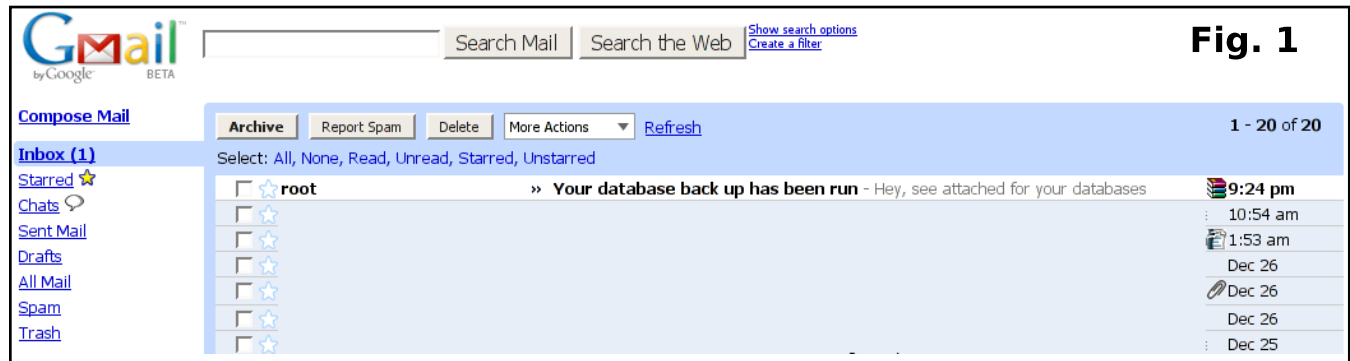 Gmail™
by Google BETA
Search Mail Search the Web Show search options
Create a filter
Fig. 1
Compose Mail
Archive Report Spam Delete More Actions Refresh 1 - 20 of 20
Inbox (1)
Select: All, None, Read, Unread, Starred, Unstarred
Starred
root » Your database back up has been run - Hey, see attached for your databases 9:24 pm
Chats
10:54 am
Sent Mail
1:53 am
Drafts
Dec 26
All Mail
Dec 26
Spam
Dec 26
Trash
Dec 25